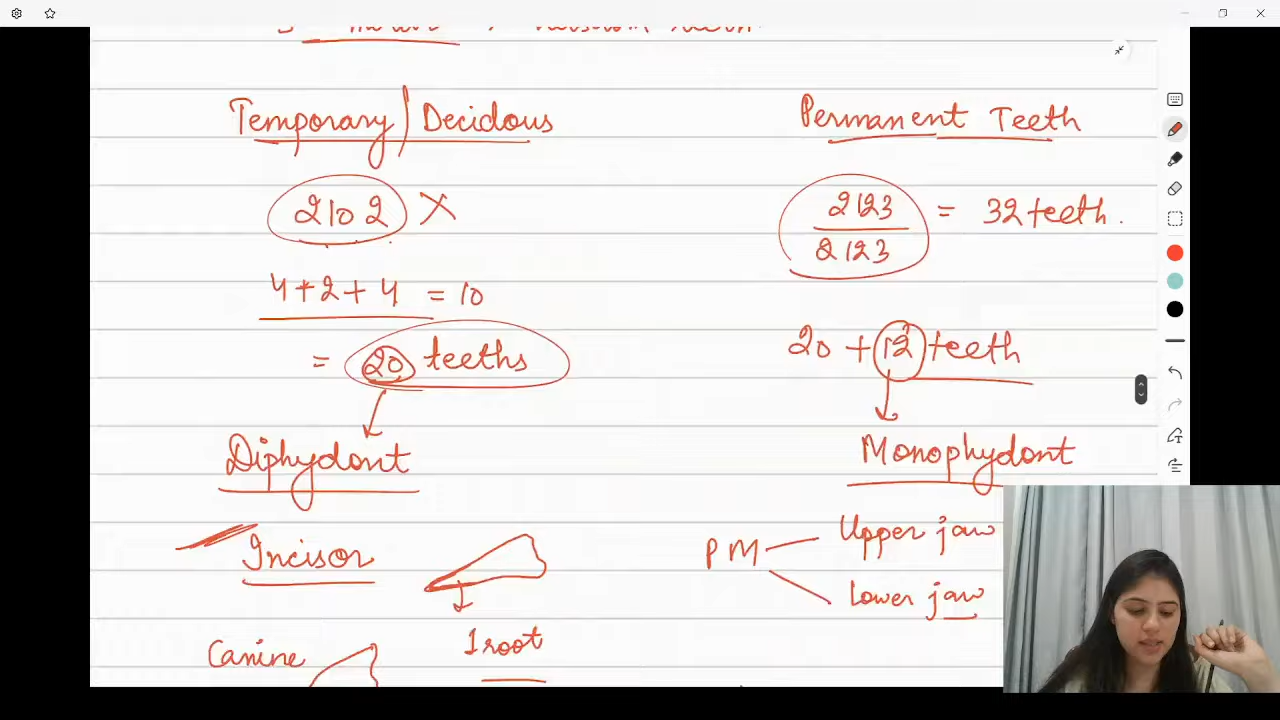 Temporary / Decidous
2102 X
4+2+4 = 10
= 20 teeths
Diphydont
Incisor
1 root
Canine
Permanent Teeth
2123
2123
= 32 teeth.
20 + 12 teeth
Monophydont
PM
Upper jaw
Lower jaw